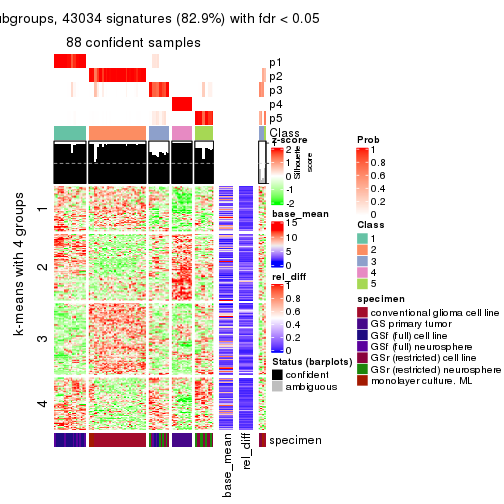 ubgroups, 43034 signatures (82.9%) with fdr < 0.05
88 confident samples
p1
p2
p3
p4
p5
Class
Silhouette
score
1
2
3
4
k-means with 4 groups
base_mean
rel_diff
specimen
z-score
2
1
0
-1
-2
base_mean
15
10
5
0
rel_diff
1
0.8
0.6
0.4
0.2
0
Status (barplots)
confident
ambiguous
Prob
1
0.8
0.6
0.4
0.2
0
Class
1
2
3
4
5
specimen
conventional glioma cell line
GS primary tumor
GSf (full) cell line
GSf (full) neurosphere
GSr (restricted) cell line
GSr (restricted) neurosphere
monolayer culture. ML